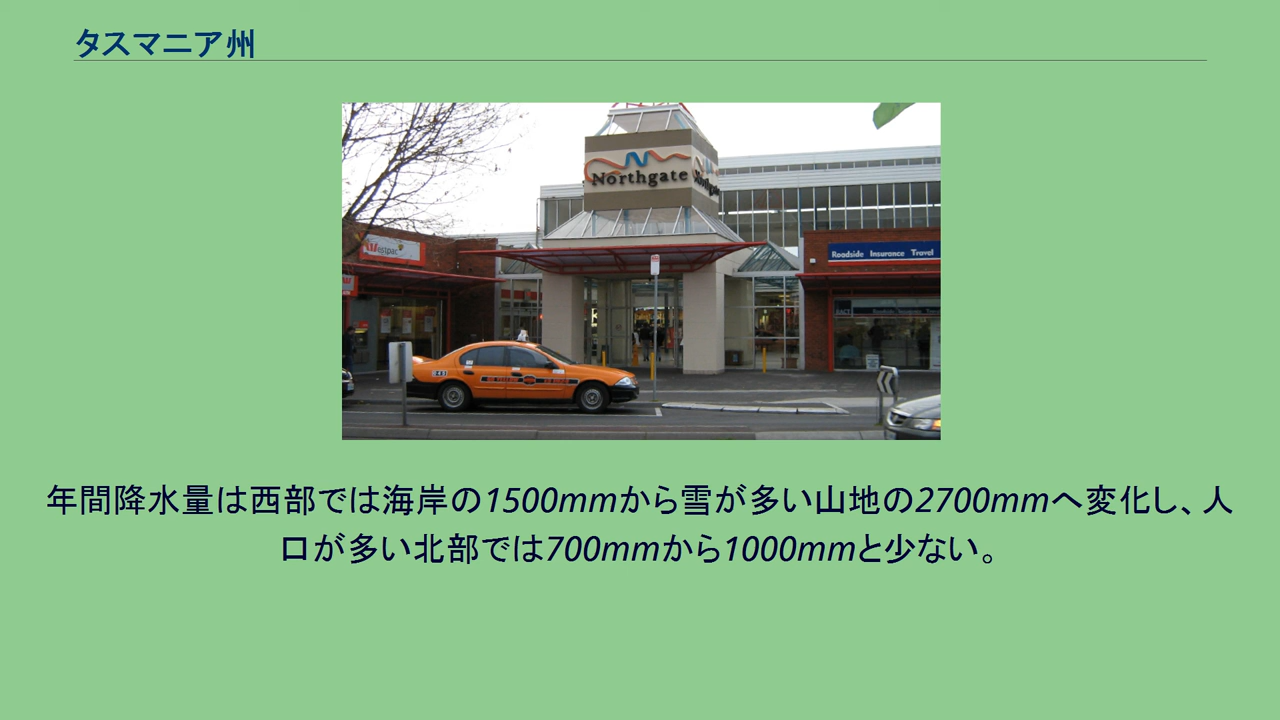 タスマニア州
Northgate
Westpac
Roadside Insurance Travel
RACT
年間降水量は西部では海岸の1500mmから雪が多い山地の2700mmへ変化し、人
口が多い北部では700mmから1000mmと少ない。